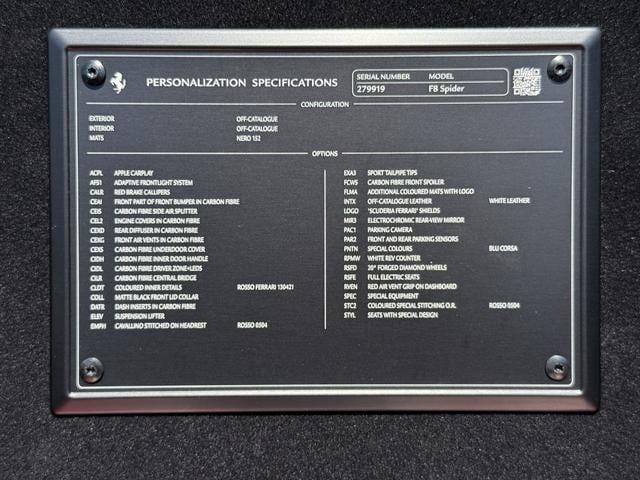 PERSONALIZATION SPECIFICATIONS
SERIAL NUMBER MODEL
279919 F8 Spider
CONFIGURATION
EXTERIOR OFF-CATALOGUE
INTERIOR OFF-CATALOGUE
MATS NERO 152
OPTIONS
ACPL APPLE CARPLAY
AFS1 ADAPTIVE FRONTLIGHT SYSTEM
CALR RED BRAKE CALLIPERS
CEA1 FRONT PART OF FRONT BUMPER IN CARBON FIBRE
CEIS CARBON FIBRE SIDE AIR SPLITTER
CEL2 ENGINE COVERS IN CARBON FIBRE
CEXD REAR DIFFUSER IN CARBON FIBRE
CEXG FRONT AIR VENTS IN CARBON FIBRE
CEXS CARBON FIBRE UNDERDOOR COVER
CIDH CARBON FIBRE INNER DOOR HANDLE
CIDL CARBON FIBRE DRIVER ZONE+LEDS
CILR CARBON FIBRE CENTRAL BRIDGE
CLDT COLOURED INNER DETAILS ROSSO FERRARI 130421
COLL MATTE BLACK FRONT LID COLLAR
DATR DASH INSERTS IN CARBON FIBRE
ELEV SUSPENSION LIFTER
EMPH CAVALLINO STITCHED ON HEADREST ROSSO 0504
EXA3 SPORT TAILPIPE TIPS
FCWS CARBON FIBRE FRONT SPOILER
FLMA ADDITIONAL COLOURED MATS WITH LOGO
INTX OFF-CATALOGUE LEATHER WHITE LEATHER
LOGO "SCUDERIA FERRARI" SHIELDS
MIR3 ELECTROCHROMIC REAR-VIEW MIRROR
PAC1 PARKING CAMERA
PAR2 FRONT AND REAR PARKING SENSORS
PNTN SPECIAL COLOURS BLU CORSA
RPMW WHITE REV COUNTER
RSFD 20" FORGED DIAMOND WHEELS
RSFE FULL ELECTRIC SEATS
RVEN RED AIR VENT GRIP ON DASHBOARD
SPEC SPECIAL EQUIPMENT
STC2 COLOURED SPECIAL STITCHING O.R. ROSSO 0504
STYL SEATS WITH SPECIAL DESIGN